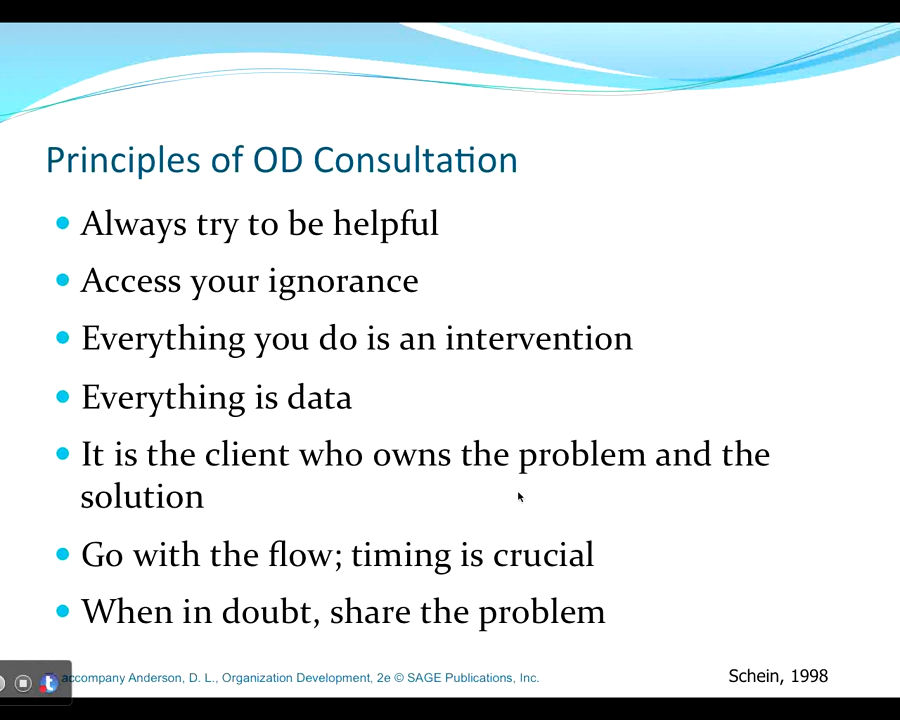 Principles of OD Consultation
Always try to be helpful
Access your ignorance
Everything you do is an intervention
Everything is data
It is the client who owns the problem and the
solution
Go with the flow; timing is crucial
When in doubt, share the problem
accompany Anderson, D. L., Organization Development, 2e © SAGE Publications, Inc.
Schein, 1998